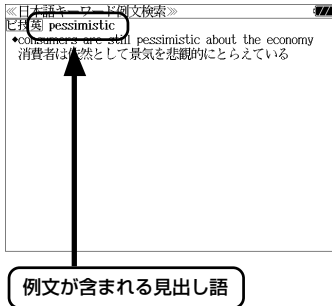 ≪日本語キーワード例文検索≫
ビ技英 pessimistic
◆consumers are still pessimistic about the economy
消費者は依然として景気を悲観的にとらえている
例文が含まれる見出し語